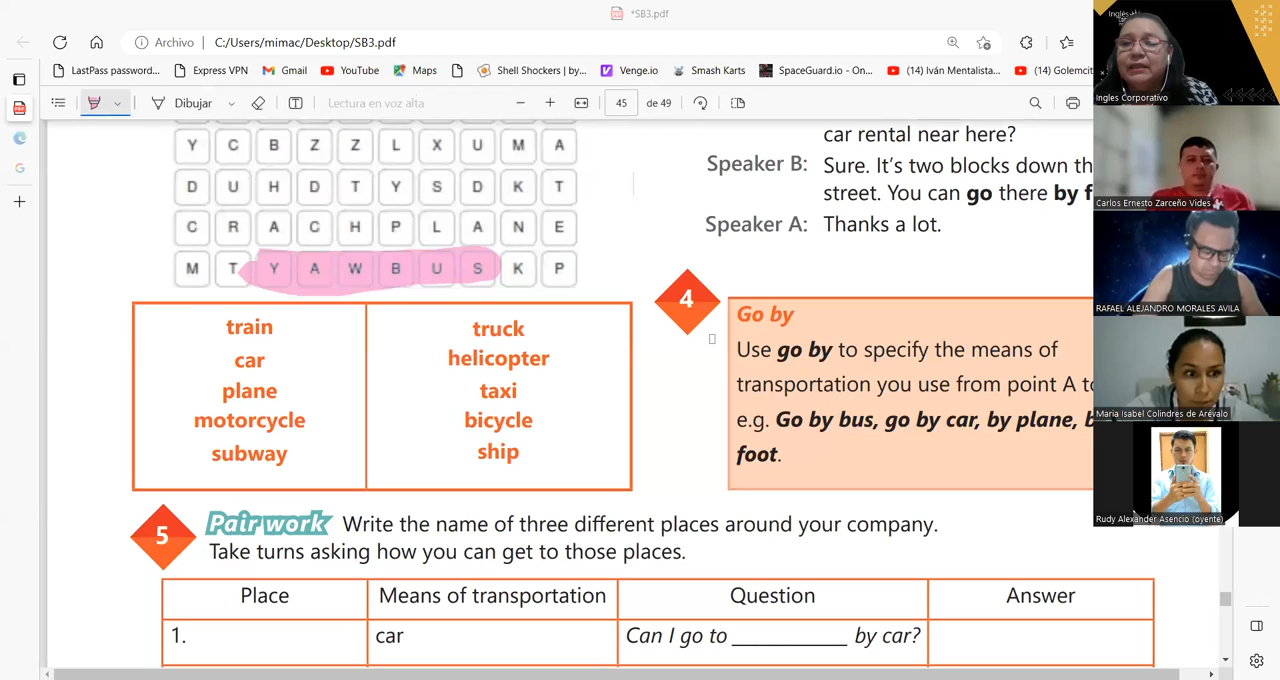 *SB3.pdf
Archivo C:/Users/mimac/Desktop/SB3.pdf
LastPass password... Express VPN Gmail YouTube Maps Shell Shockers | by... Venge.io Smash Karts SpaceGuard.io - On... (14) Iván Mentalista... (14) Golemcit
Dibujar Lectura en voz alta 45 de 49
Y C B Z Z L X U M A
D U H D T Y S D K T
C R A C H P L A N E
M T Y A W B U S K P
car rental near here?
Speaker B: Sure. It's two blocks down th
street. You can go there by f
Speaker A: Thanks a lot.
train truck
car helicopter
plane taxi
motorcycle bicycle
subway ship
4
Go by
Use go by to specify the means of
transportation you use from point A to
e.g. Go by bus, go by car, by plane, b
foot.
5 Pair work Write the name of three different places around your company.
Take turns asking how you can get to those places.
Place Means of transportation Question Answer
1. car Can I go to __________ by car?
Ingles Corporativo
Carlos Ernesto Zarceño Vides
RAFAEL ALEJANDRO MORALES AVILA
Maria Isabel Colindres de Arévalo
Rudy Alexander Asencio (oyente)